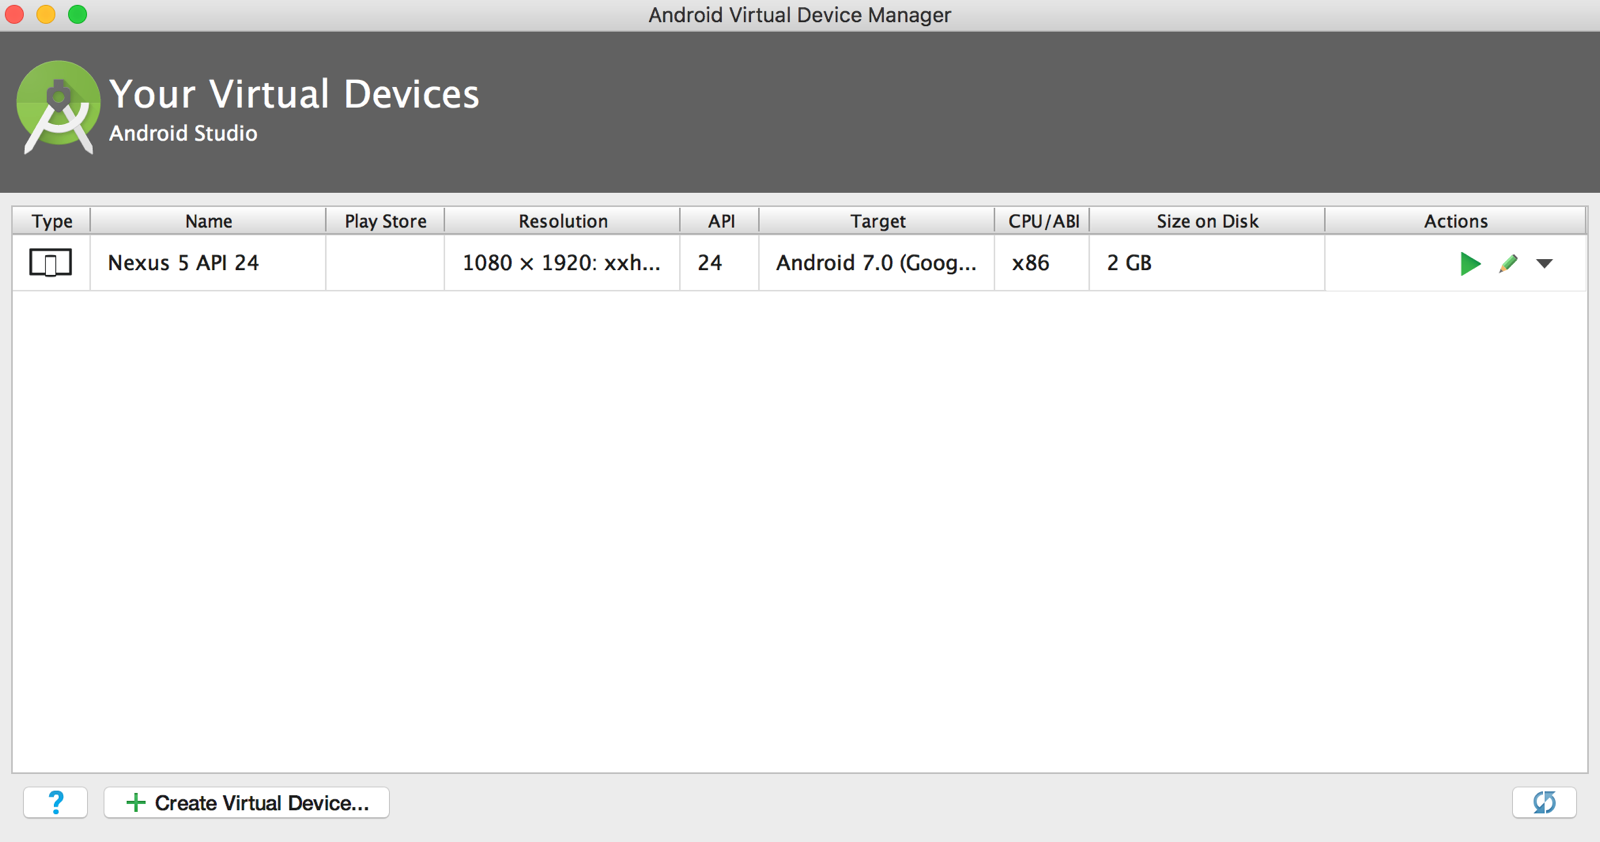 Android Virtual Device Manager
Your Virtual Devices
Android Studio
Type Name Play Store Resolution API Target CPU/ABI Size on Disk Actions
Nexus 5 API 24 1080 × 1920: xxh... 24 Android 7.0 (Goog... x86 2 GB
? Create Virtual Device...